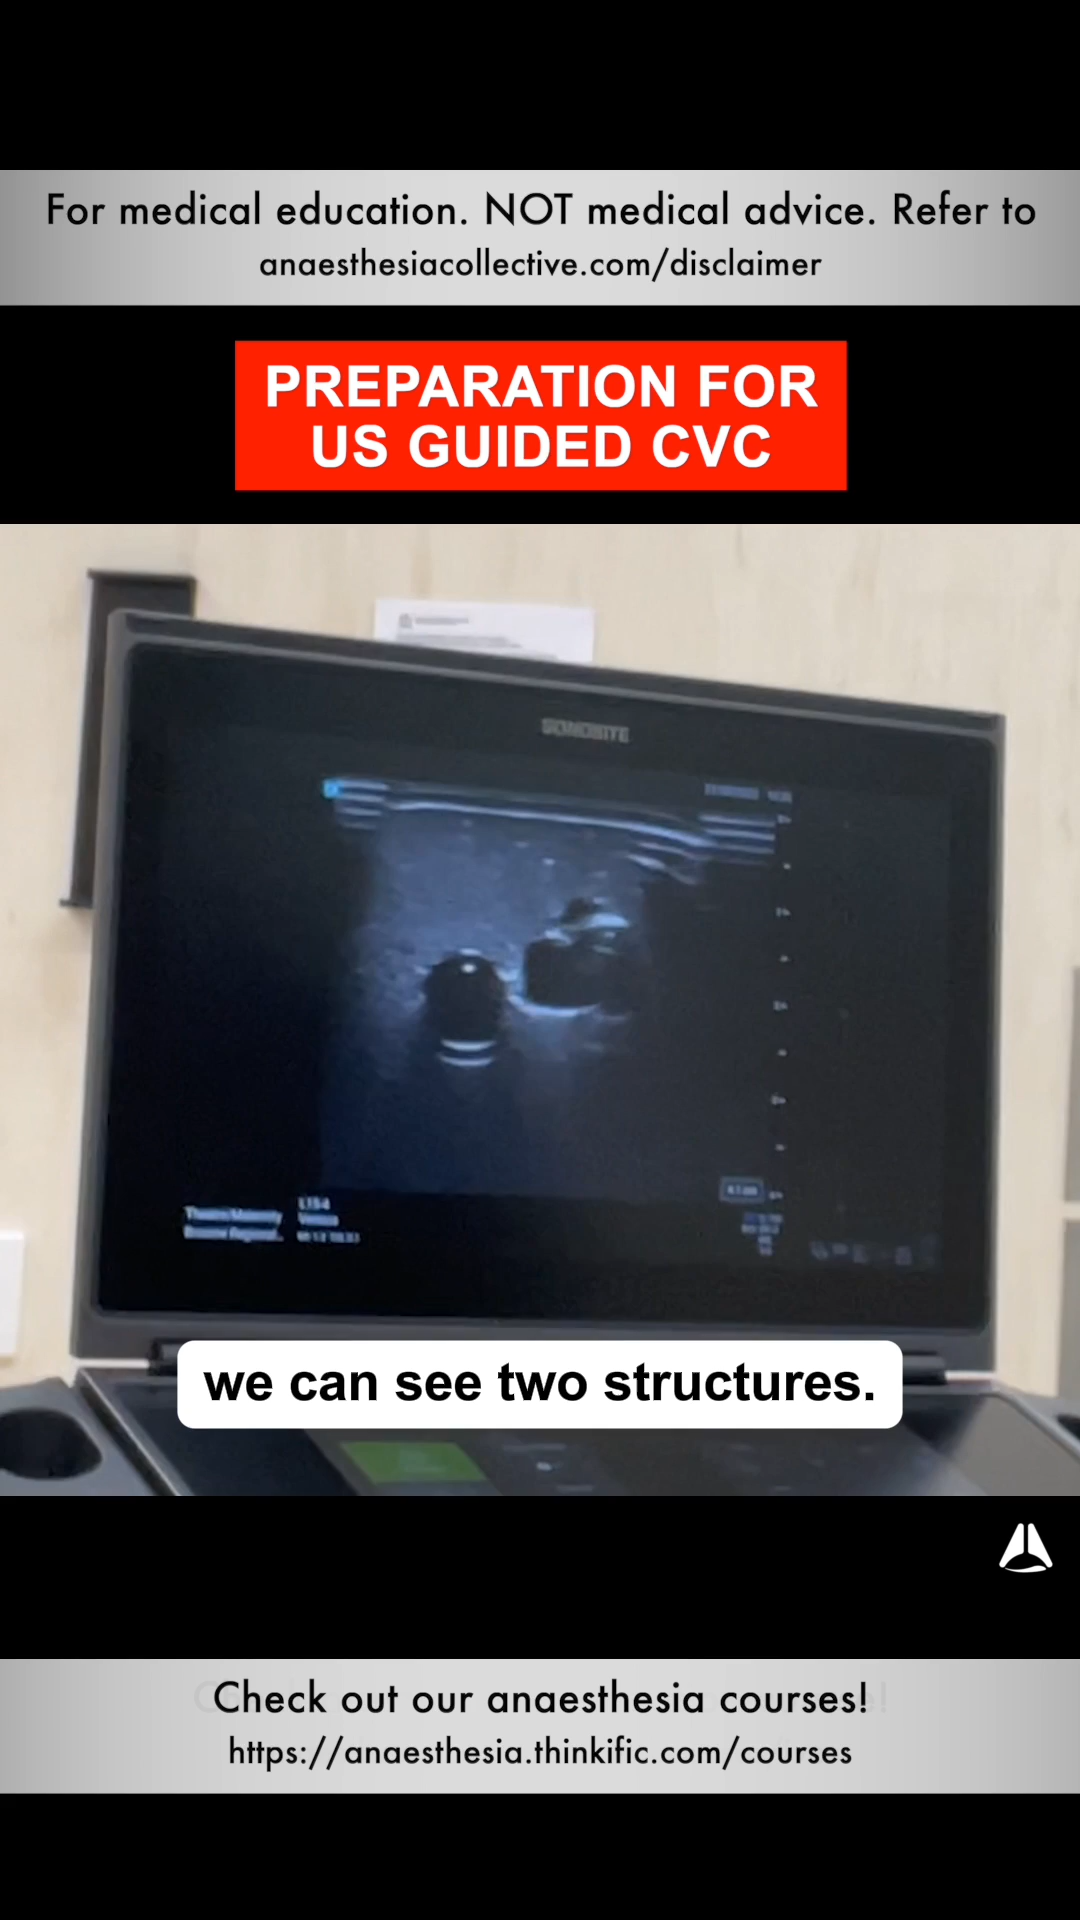 For medical education. NOT medical advice. Refer to
anaesthesiacollective.com/disclaimer
PREPARATION FOR
US GUIDED CVC
SONOSITE
we can see two structures.
Check out our anaesthesia courses!
https://anaesthesia.thinkific.com/courses